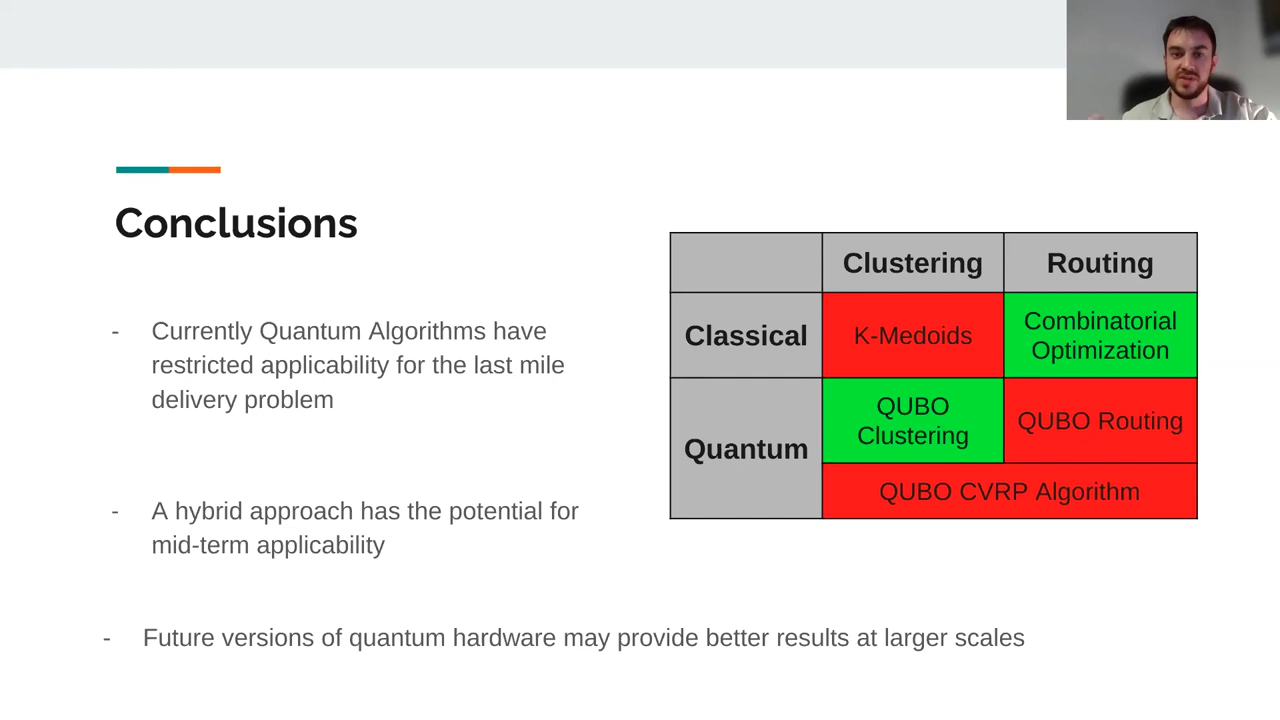 Conclusions
- Currently Quantum Algorithms have
restricted applicability for the last mile
delivery problem
- A hybrid approach has the potential for
mid-term applicability
- Future versions of quantum hardware may provide better results at larger scales
Clustering Routing
Classical K-Medoids Combinatorial
Optimization
Quantum QUBO
Clustering QUBO Routing
QUBO CVRP Algorithm